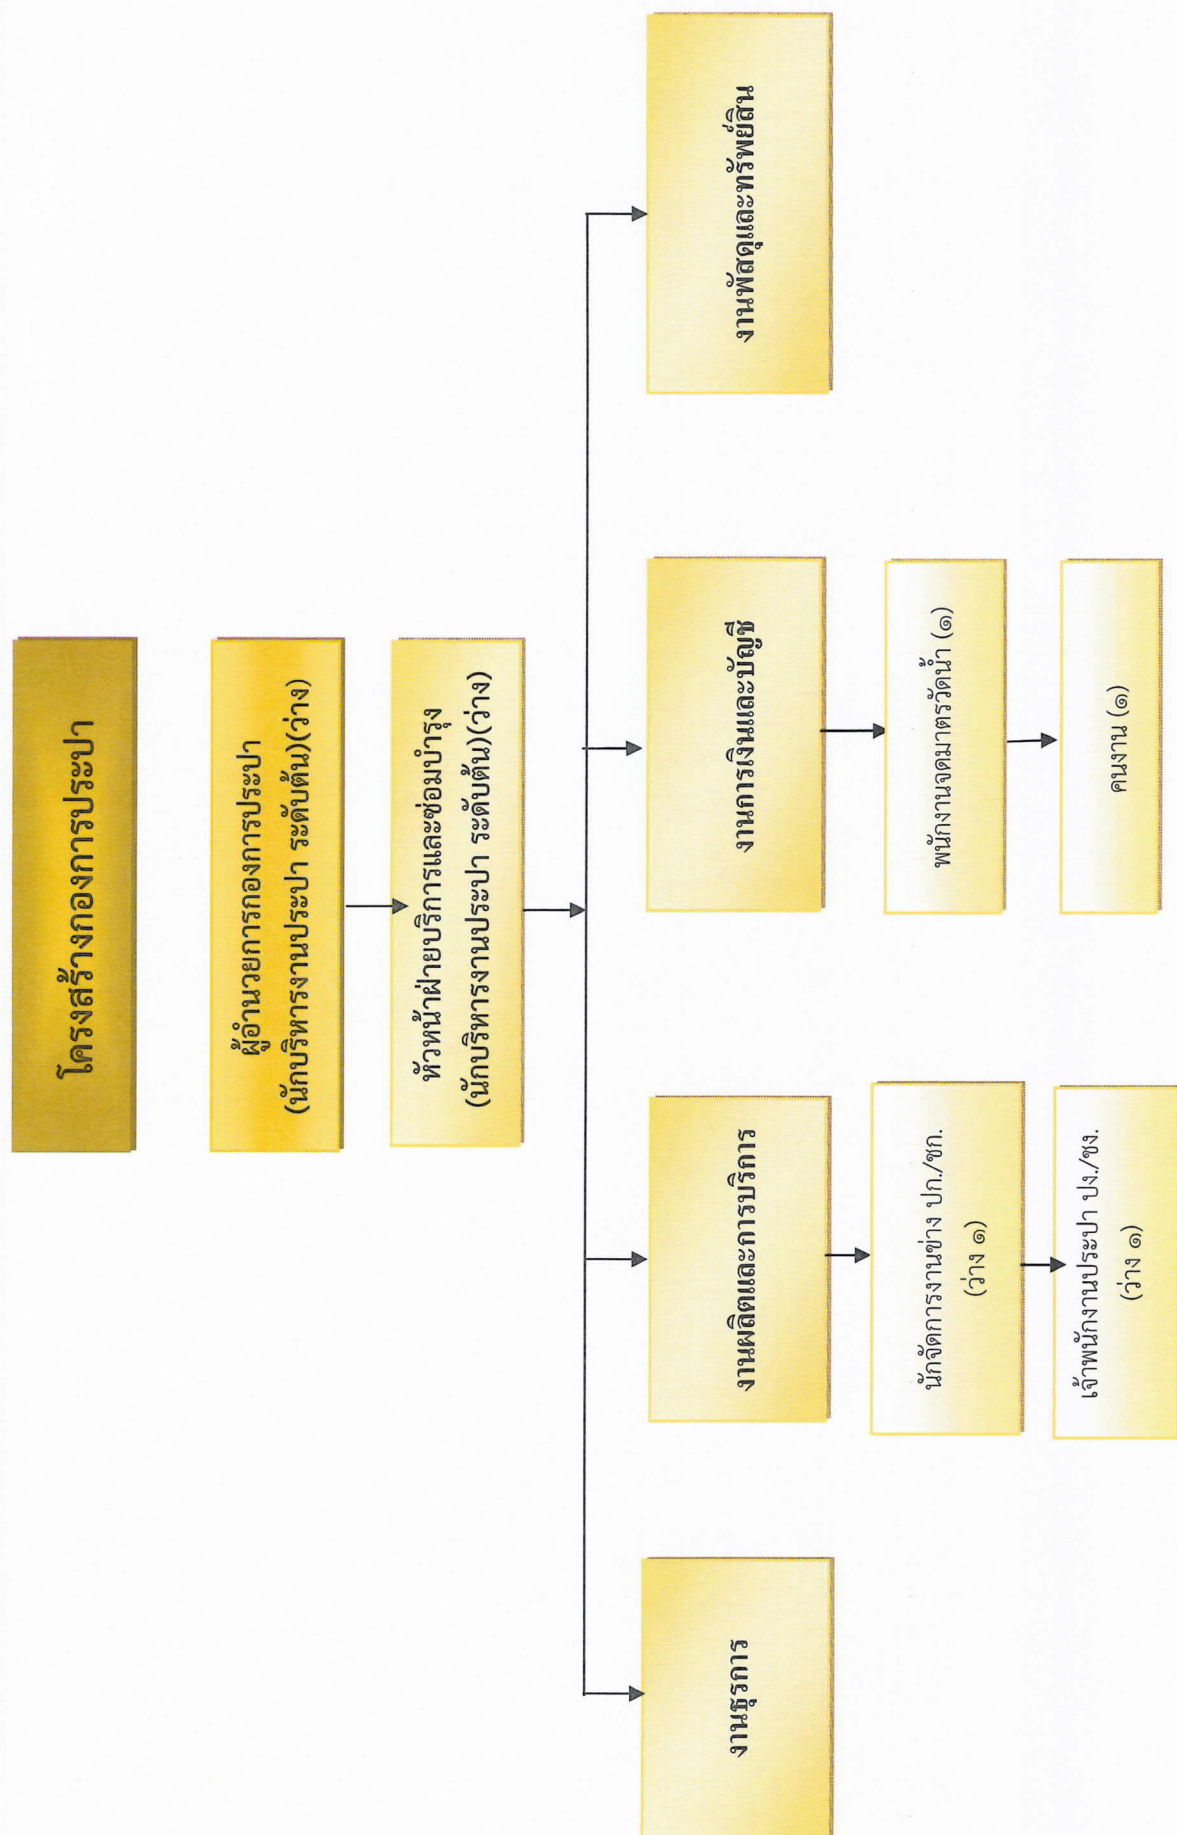 โครงสร้างกองการประปา
ผู้อำนวยการกองการประปา
(นักบริหารงานประปา ระดับต้น)(ว่าง)
หัวหน้าฝ่ายบริการและซ่อมบำรุง
(นักบริหารงานประปา ระดับต้น)(ว่าง)
งานธุรการ
งานผลิตและการบริการ
นักจัดการงานช่าง ปก./ชก.
(ว่าง ๑)
เจ้าพนักงานประปา ปง./ชง.
(ว่าง ๑)
งานการเงินและบัญชี
พนักงานจดมาตรวัดน้ำ (๑)
คนงาน (๑)
งานพัสดุและทรัพย์สิน